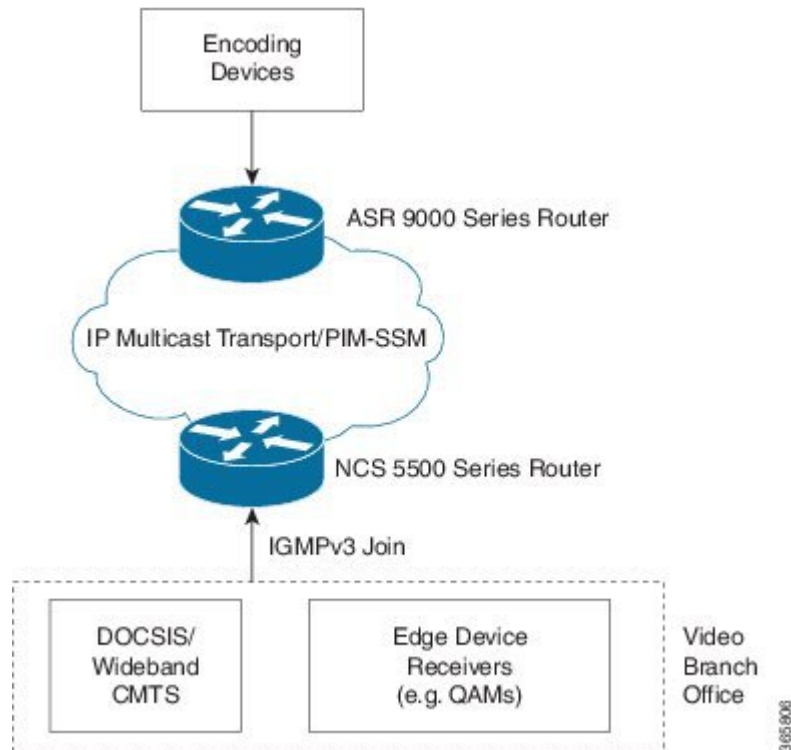 Encoding
Devices
ASR 9000 Series Router
IP Multicast Transport/PIM-SSM
NCS 5500 Series Router
IGMPv3 Join
DOCSIS/
Wideband
CMTS
Edge Device
Receivers
(e.g. QAMs)
Video
Branch
Office
365806